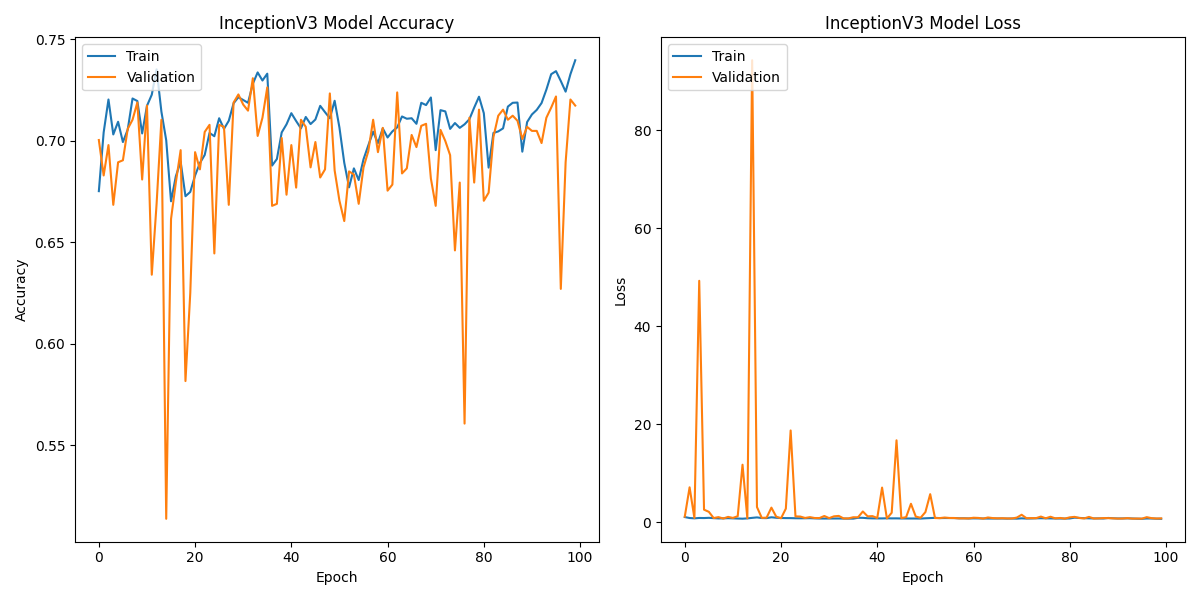 InceptionV3 Model Accuracy
0.75
0.70
0.65
0.60
0.55
Accuracy
Train
Validation
0
20
40
60
80
100
Epoch
InceptionV3 Model Loss
80
60
40
20
0
Loss
Train
Validation
0
20
40
60
80
100
Epoch